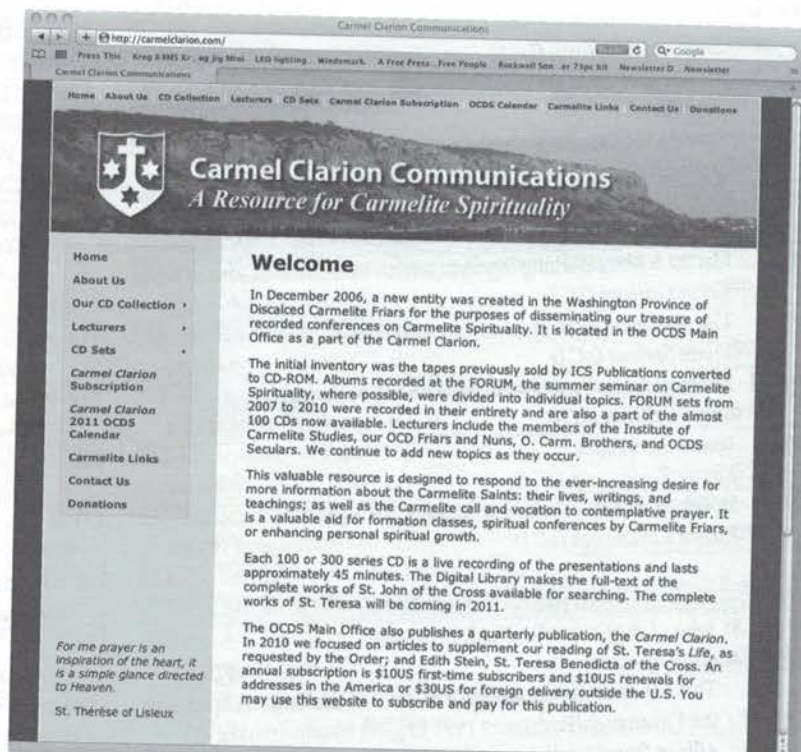 Carmel Clarion Communications
http://carmelclarion.com/
Google
Press This Kreg LED lighting Wiedemark. A Free Press...Free People Rockwell Son Newsletter D... Newsletter
Carmel Clarion Communications
Home About Us CD Collection Lecturers CD Sets Carmel Clarion Subscription OCDS Calendar Carmelite Links Contact Us Donations
Carmel Clarion Communications
A Resource for Carmelite Spirituality
Home
About Us
Our CD Collection
Lecturers
CD Sets
Carmel Clarion
Subscription
Carmel Clarion
2011 OCDS
Calendar
Carmelite Links
Contact Us
Donations
For me prayer is an
inspiration of the heart, it
is a simple glance directed
to Heaven.
St. Thérèse of Lisieux
Welcome
In December 2006, a new entity was created in the Washington Province of
Discalced Carmelite Friars for the purposes of disseminating our treasure of
recorded conferences on Carmelite Spirituality. It is located in the OCDS Main
Office as a part of the Carmel Clarion.
The initial inventory was the tapes previously sold by ICS Publications converted
to CD-ROM. Albums recorded at the FORUM, the summer seminar on Carmelite
Spirituality, where possible, were divided into individual topics. FORUM sets from
2007 to 2010 were recorded in their entirety and are also a part of the almost
100 CDs now available. Lecturers include the members of the Institute of
Carmelite Studies, our OCD Friars and Nuns, O. Carm. Brothers, and OCDS
Seculars. We continue to add new topics as they occur.
This valuable resource is designed to respond to the ever-increasing desire for
more information about the Carmelite Saints: their lives, writings, and
teachings; as well as the Carmelite call and vocation to contemplative prayer. It
is a valuable aid for formation classes, spiritual conferences by Carmelite Friars,
or enhancing personal spiritual growth.
Each 100 or 300 series CD is a live recording of the presentations and lasts
approximately 45 minutes. The Digital Library makes the full-text of the
complete works of St. John of the Cross available for searching. The complete
works of St. Teresa will be coming in 2011.
The OCDS Main Office also publishes a quarterly publication, the Carmel Clarion.
In 2010 we focused on articles to supplement our reading of St. Teresa's Life, as
requested by the Order; and Edith Stein, St. Teresa Benedicta of the Cross. An
annual subscription is $10US first-time subscribers and $10US renewals for
addresses in the America or $30US for foreign delivery outside the U.S. You
may use this website to subscribe and pay for this publication.